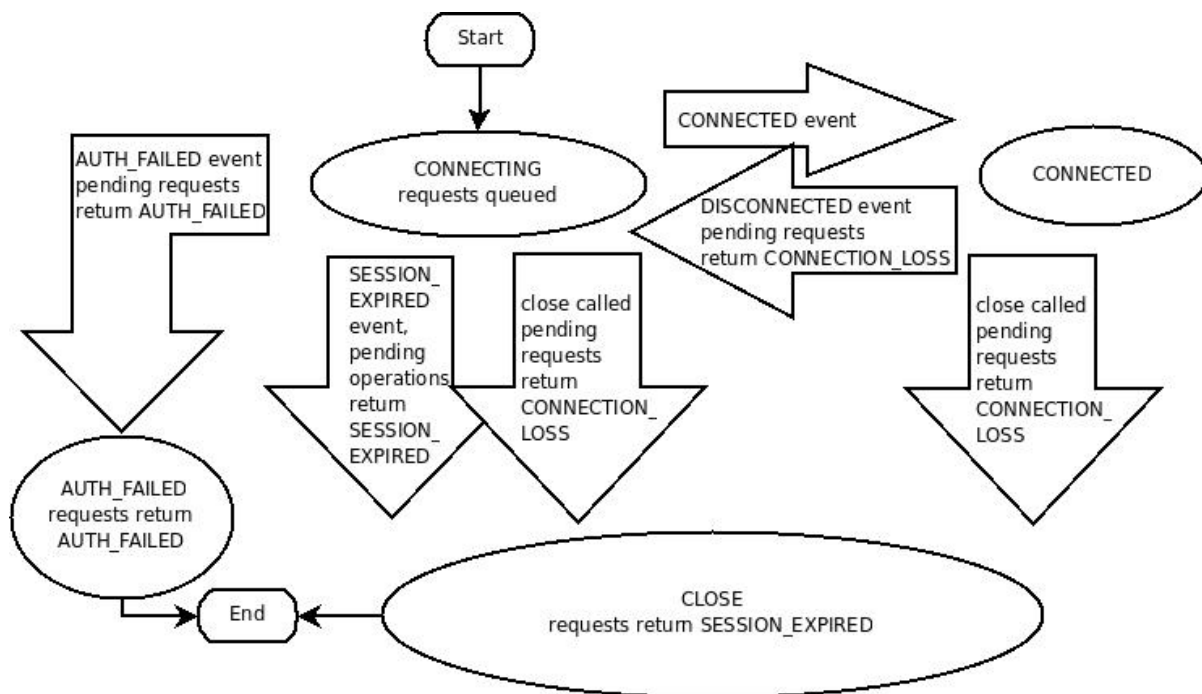 Start
CONNECTED event
AUTH_FAILED event
pending requests
return AUTH_FAILED
CONNECTING
requests queued
CONNECTED
DISCONNECTED event
pending requests
return CONNECTION_LOSS
SESSION_
EXPIRED
event,
pending
operations
return
SESSION_
EXPIRED
close called
pending
requests
return
CONNECTION_
LOSS
close called
pending
requests
return
CONNECTION_
LOSS
AUTH_FAILED
requests return
AUTH_FAILED
End
CLOSE
requests return SESSION_EXPIRED